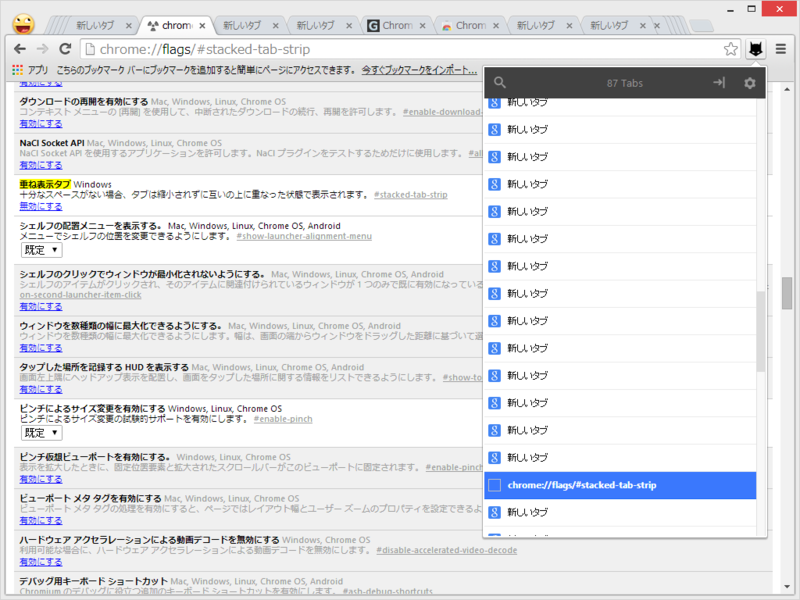 新しいタブ
chrom
新しいタブ
新しいタブ
Chrom
Chrom
新しいタブ
新しいタブ
chrome://flags/#stacked-tab-strip
アプリ こちらのブックマーク バーにブックマークを追加すると簡単にページにアクセスできます。 今すぐブックマークをインポート...
有効にする
ダウンロードの再開を有効にする Mac, Windows, Linux, Chrome OS
コンテキスト メニューの [再開] を使用して、中断されたダウンロードの続行、再開を許可します。 #enable-download-
有効にする
NaCl Socket API Mac, Windows, Linux, Chrome OS
NaCl Socket API を使用するアプリケーションを許可します。NaCl プラグインをテストするためだけに使用します。 #al
有効にする
重ね表示タブ Windows
十分なスペースがない場合、タブは縮小されずに互いの上に重なった状態で表示されます。 #stacked-tab-strip
無効にする
シェルフの配置メニューを表示する。 Mac, Windows, Linux, Chrome OS, Android
メニューでシェルフの位置を変更できるようにします。 #show-launcher-alignment-menu
既定
シェルフのクリックでウィンドウが最小化されないようにする。 Mac, Windows, Linux, Chrome OS, Android
シェルフのアイテムがクリックされ、そのアイテムに関連付けられているウィンドウが 1 つのみで既に有効になっている
on-second-launcher-item-click
有効にする
ウィンドウを数種類の幅に最大化できるようにする。 Mac, Windows, Linux, Chrome OS, Android
ウィンドウを数種類の幅に最大化できるようにします。幅は、画面の端からウィンドウをドラッグした距離に基づいて選
有効にする
タップした場所を記録する HUD を表示する Mac, Windows, Linux, Chrome OS, Android
画面左上端にヘッドアップ表示を配置し、画面をタップした場所に関する情報をリストできるようにします。 #show-to
有効にする
ピンチによるサイズ変更を有効にする Windows, Linux, Chrome OS
ピンチによるサイズ変更の試験的サポートを有効にします。 #enable-pinch
既定
ピンチ仮想ビューポートを有効にする。 Windows, Linux, Chrome OS
表示を拡大したときに、固定位置要素と拡大されたスクロールバーがこのビューポートに固定されます。 #enable-pinch
有効にする
ビューポート メタ タグを有効にする Mac, Windows, Linux, Chrome OS
ビューポート メタ タグの処理を有効にすると、ページではレイアウト幅とユーザー ズームのプロパティを設定できるよう
有効にする
ハードウェア アクセラレーションによる動画デコードを無効にする Windows, Chrome OS
利用可能な場合に、ハードウェア アクセラレーションによる動画デコードを無効にします。 #disable-accelerated-video-decode
有効にする
デバッグ用キーボード ショートカット Mac, Windows, Linux, Chrome OS, Android
Chromium のデバッグに役立つ追加のキーボード ショートカットを有効にします。 #ash-debug-shortcuts
87 Tabs
新しいタブ
新しいタブ
新しいタブ
新しいタブ
新しいタブ
新しいタブ
新しいタブ
新しいタブ
新しいタブ
新しいタブ
新しいタブ
新しいタブ
新しいタブ
新しいタブ
chrome://flags/#stacked-tab-strip
新しいタブ